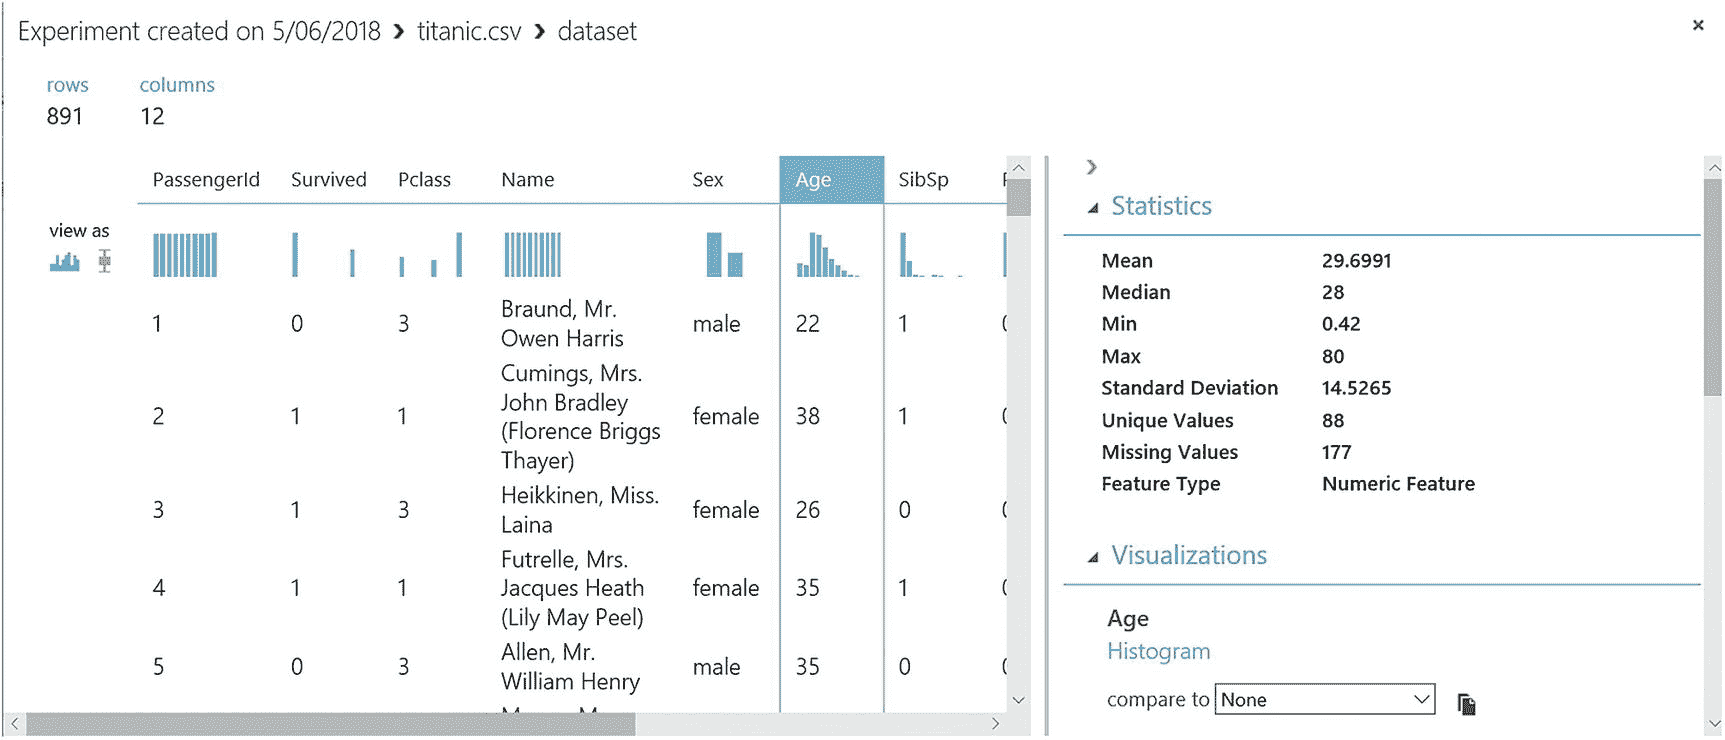 Experiment created on 5/06/2018 › titanic.csv › dataset
rows columns
891 12
PassengerId Survived Pclass Name Sex Age SibSp
view as
1 0 3 Braund, Mr. Owen Harris male 22 1
2 1 1 Cumings, Mrs. John Bradley (Florence Briggs Thayer) female 38 1
3 1 3 Heikkinen, Miss. Laina female 26 0
4 1 1 Futrelle, Mrs. Jacques Heath (Lily May Peel) female 35 1
5 0 3 Allen, Mr. William Henry male 35 0
Statistics
Mean 29.6991
Median 28
Min 0.42
Max 80
Standard Deviation 14.5265
Unique Values 88
Missing Values 177
Feature Type Numeric Feature
Visualizations
Age
Histogram
compare to None